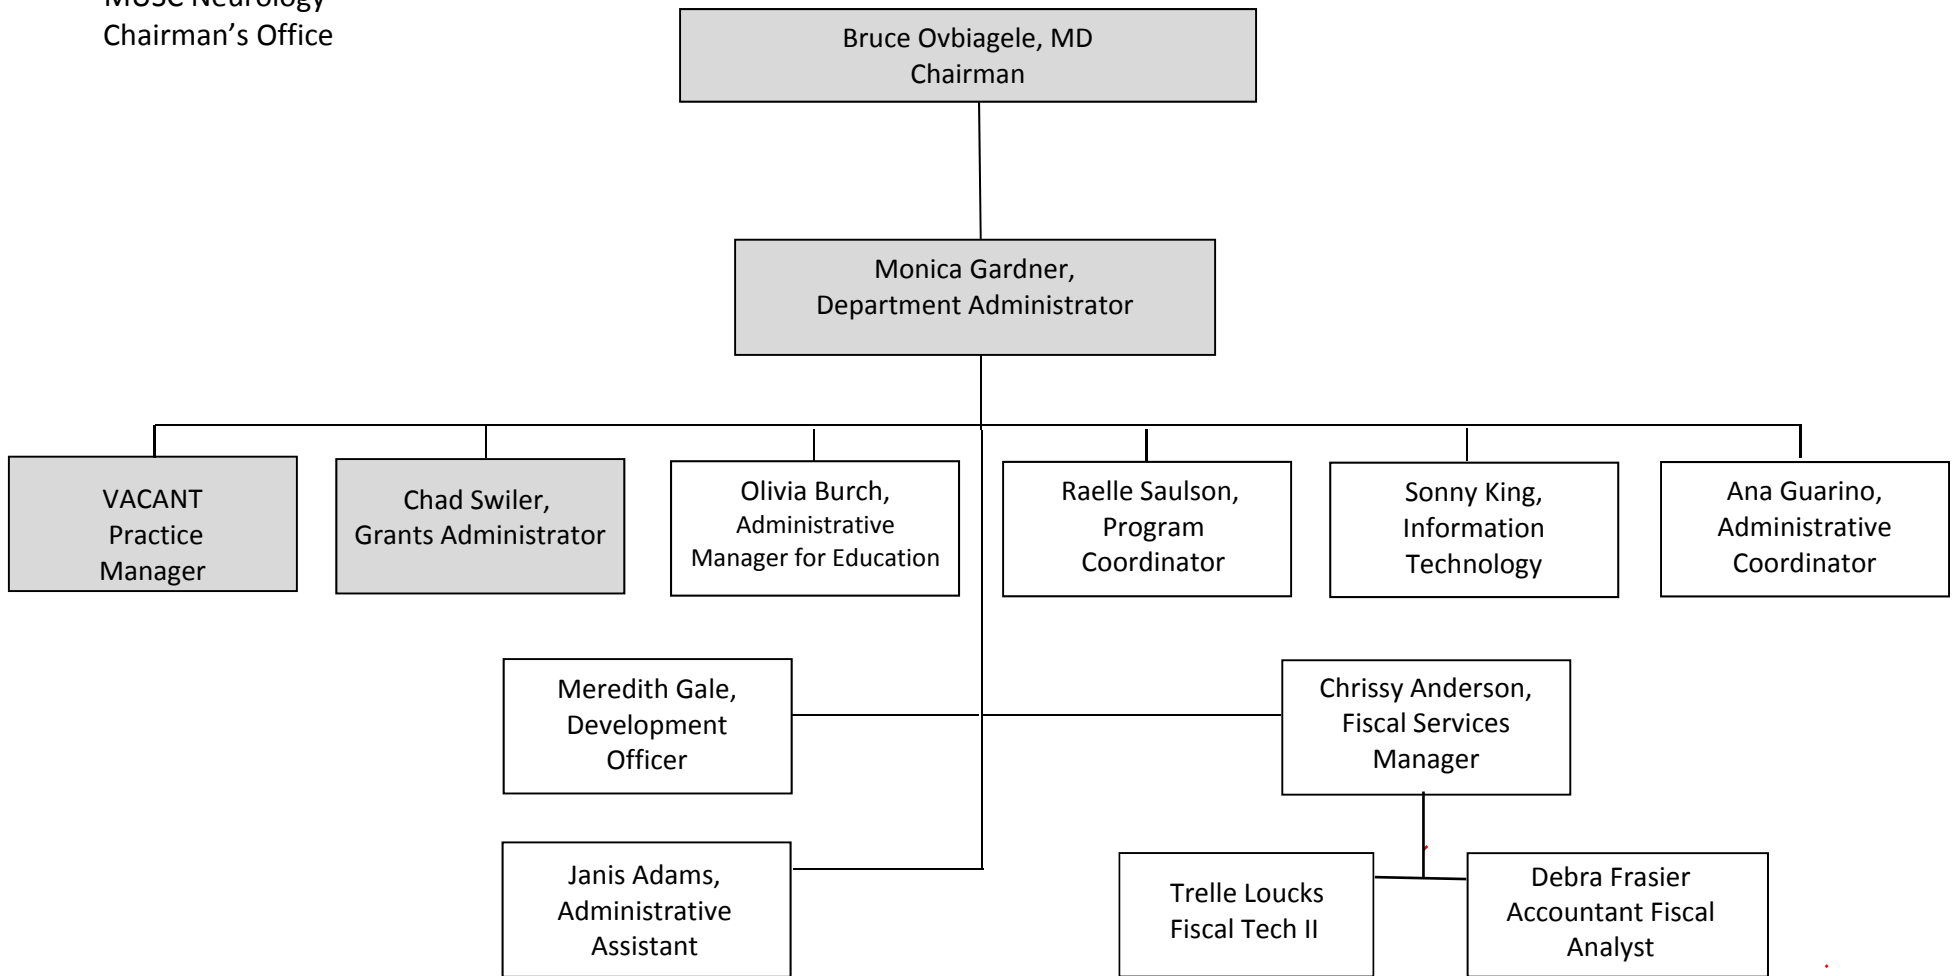 MUSC Neurology
Chairman’s Office
Bruce Ovbiagele, MD
Chairman
Monica Gardner,
Department Administrator
VACANT
Practice
Manager
Chad Swiler,
Grants Administrator
Olivia Burch,
Administrative
Manager for Education
Raelle Saulson,
Program
Coordinator
Sonny King,
Information
Technology
Ana Guarino,
Administrative
Coordinator
Meredith Gale,
Development
Officer
Chrissy Anderson,
Fiscal Services
Manager
Janis Adams,
Administrative
Assistant
Trelle Loucks
Fiscal Tech II
Debra Frasier
Accountant Fiscal
Analyst